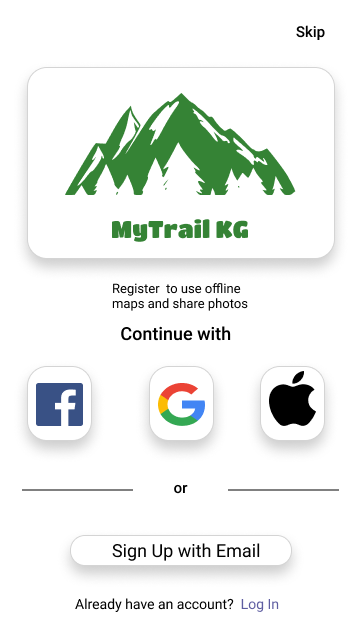 Skip
MyTrail KG
Register to use offline
maps and share photos
Continue with
or
Sign Up with Email
Already have an account? Log In